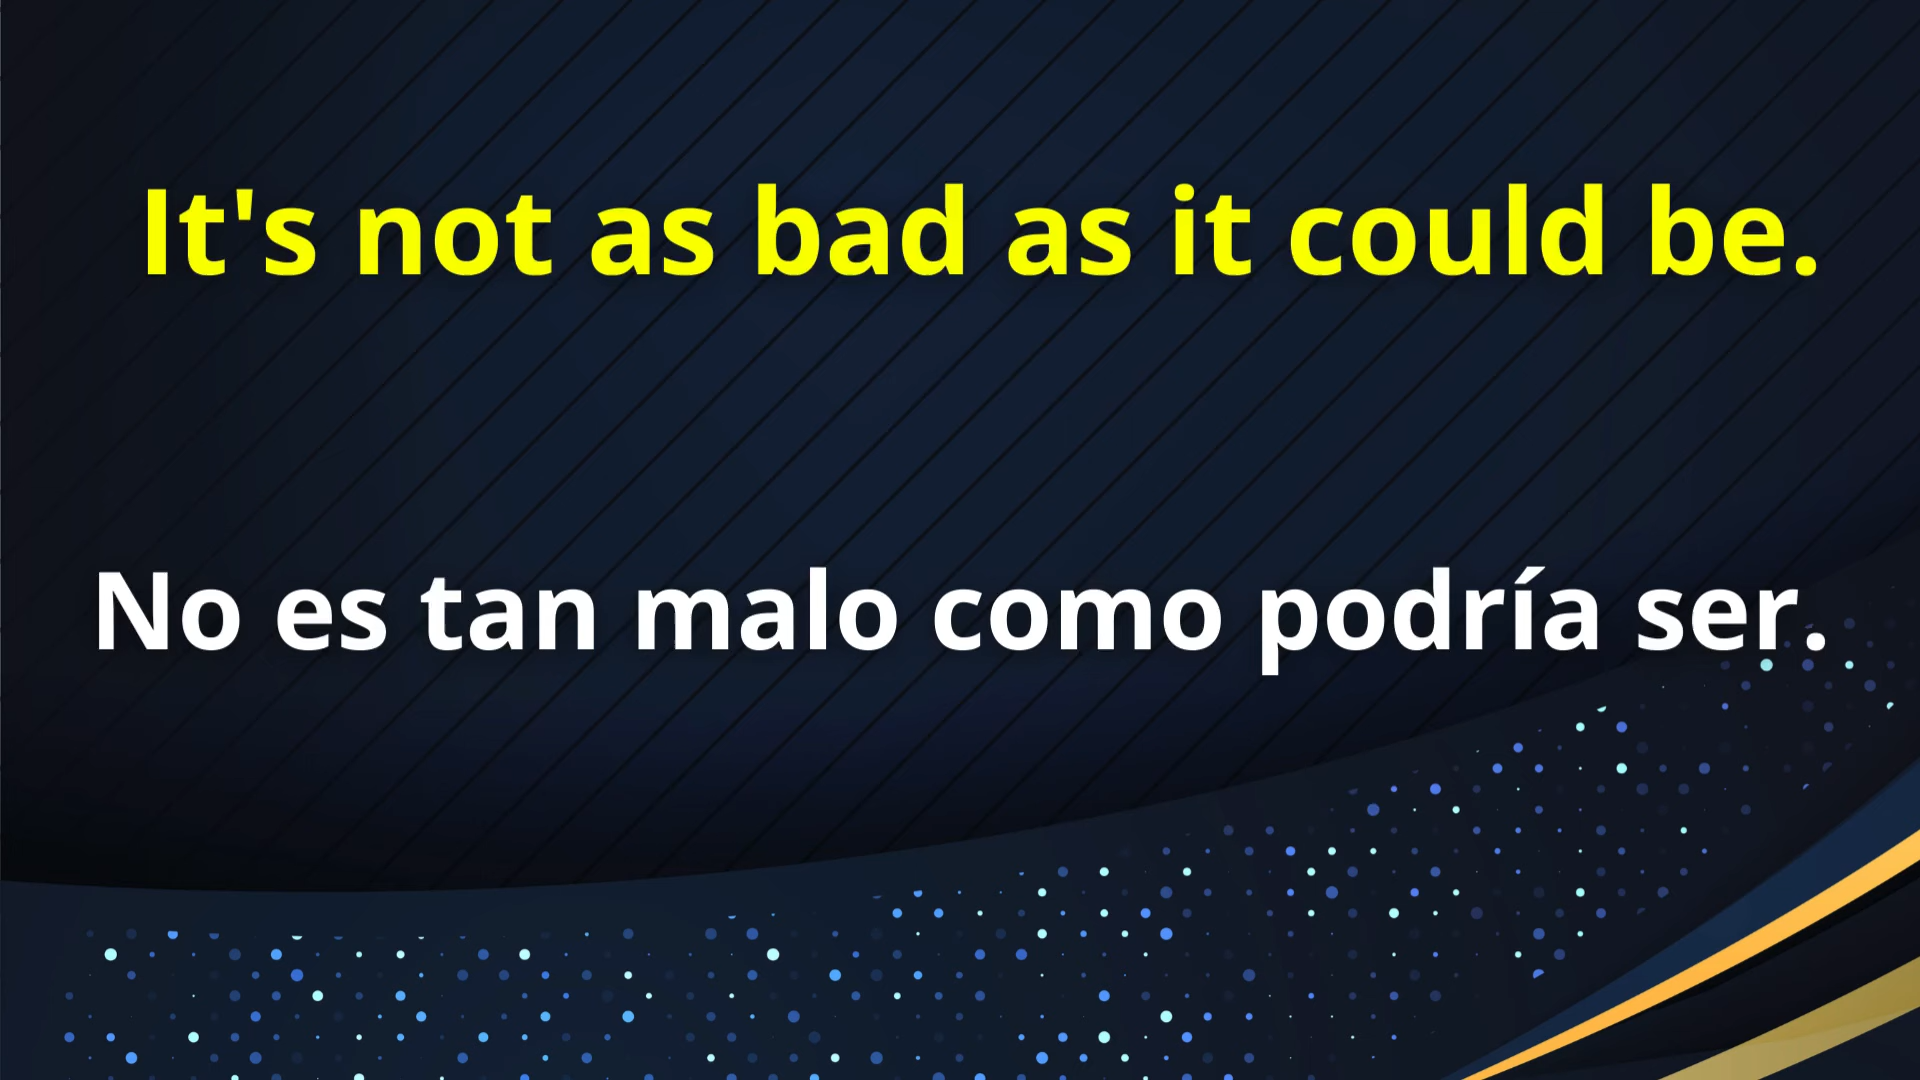 It's not as bad as it could be.
No es tan malo como podría ser.